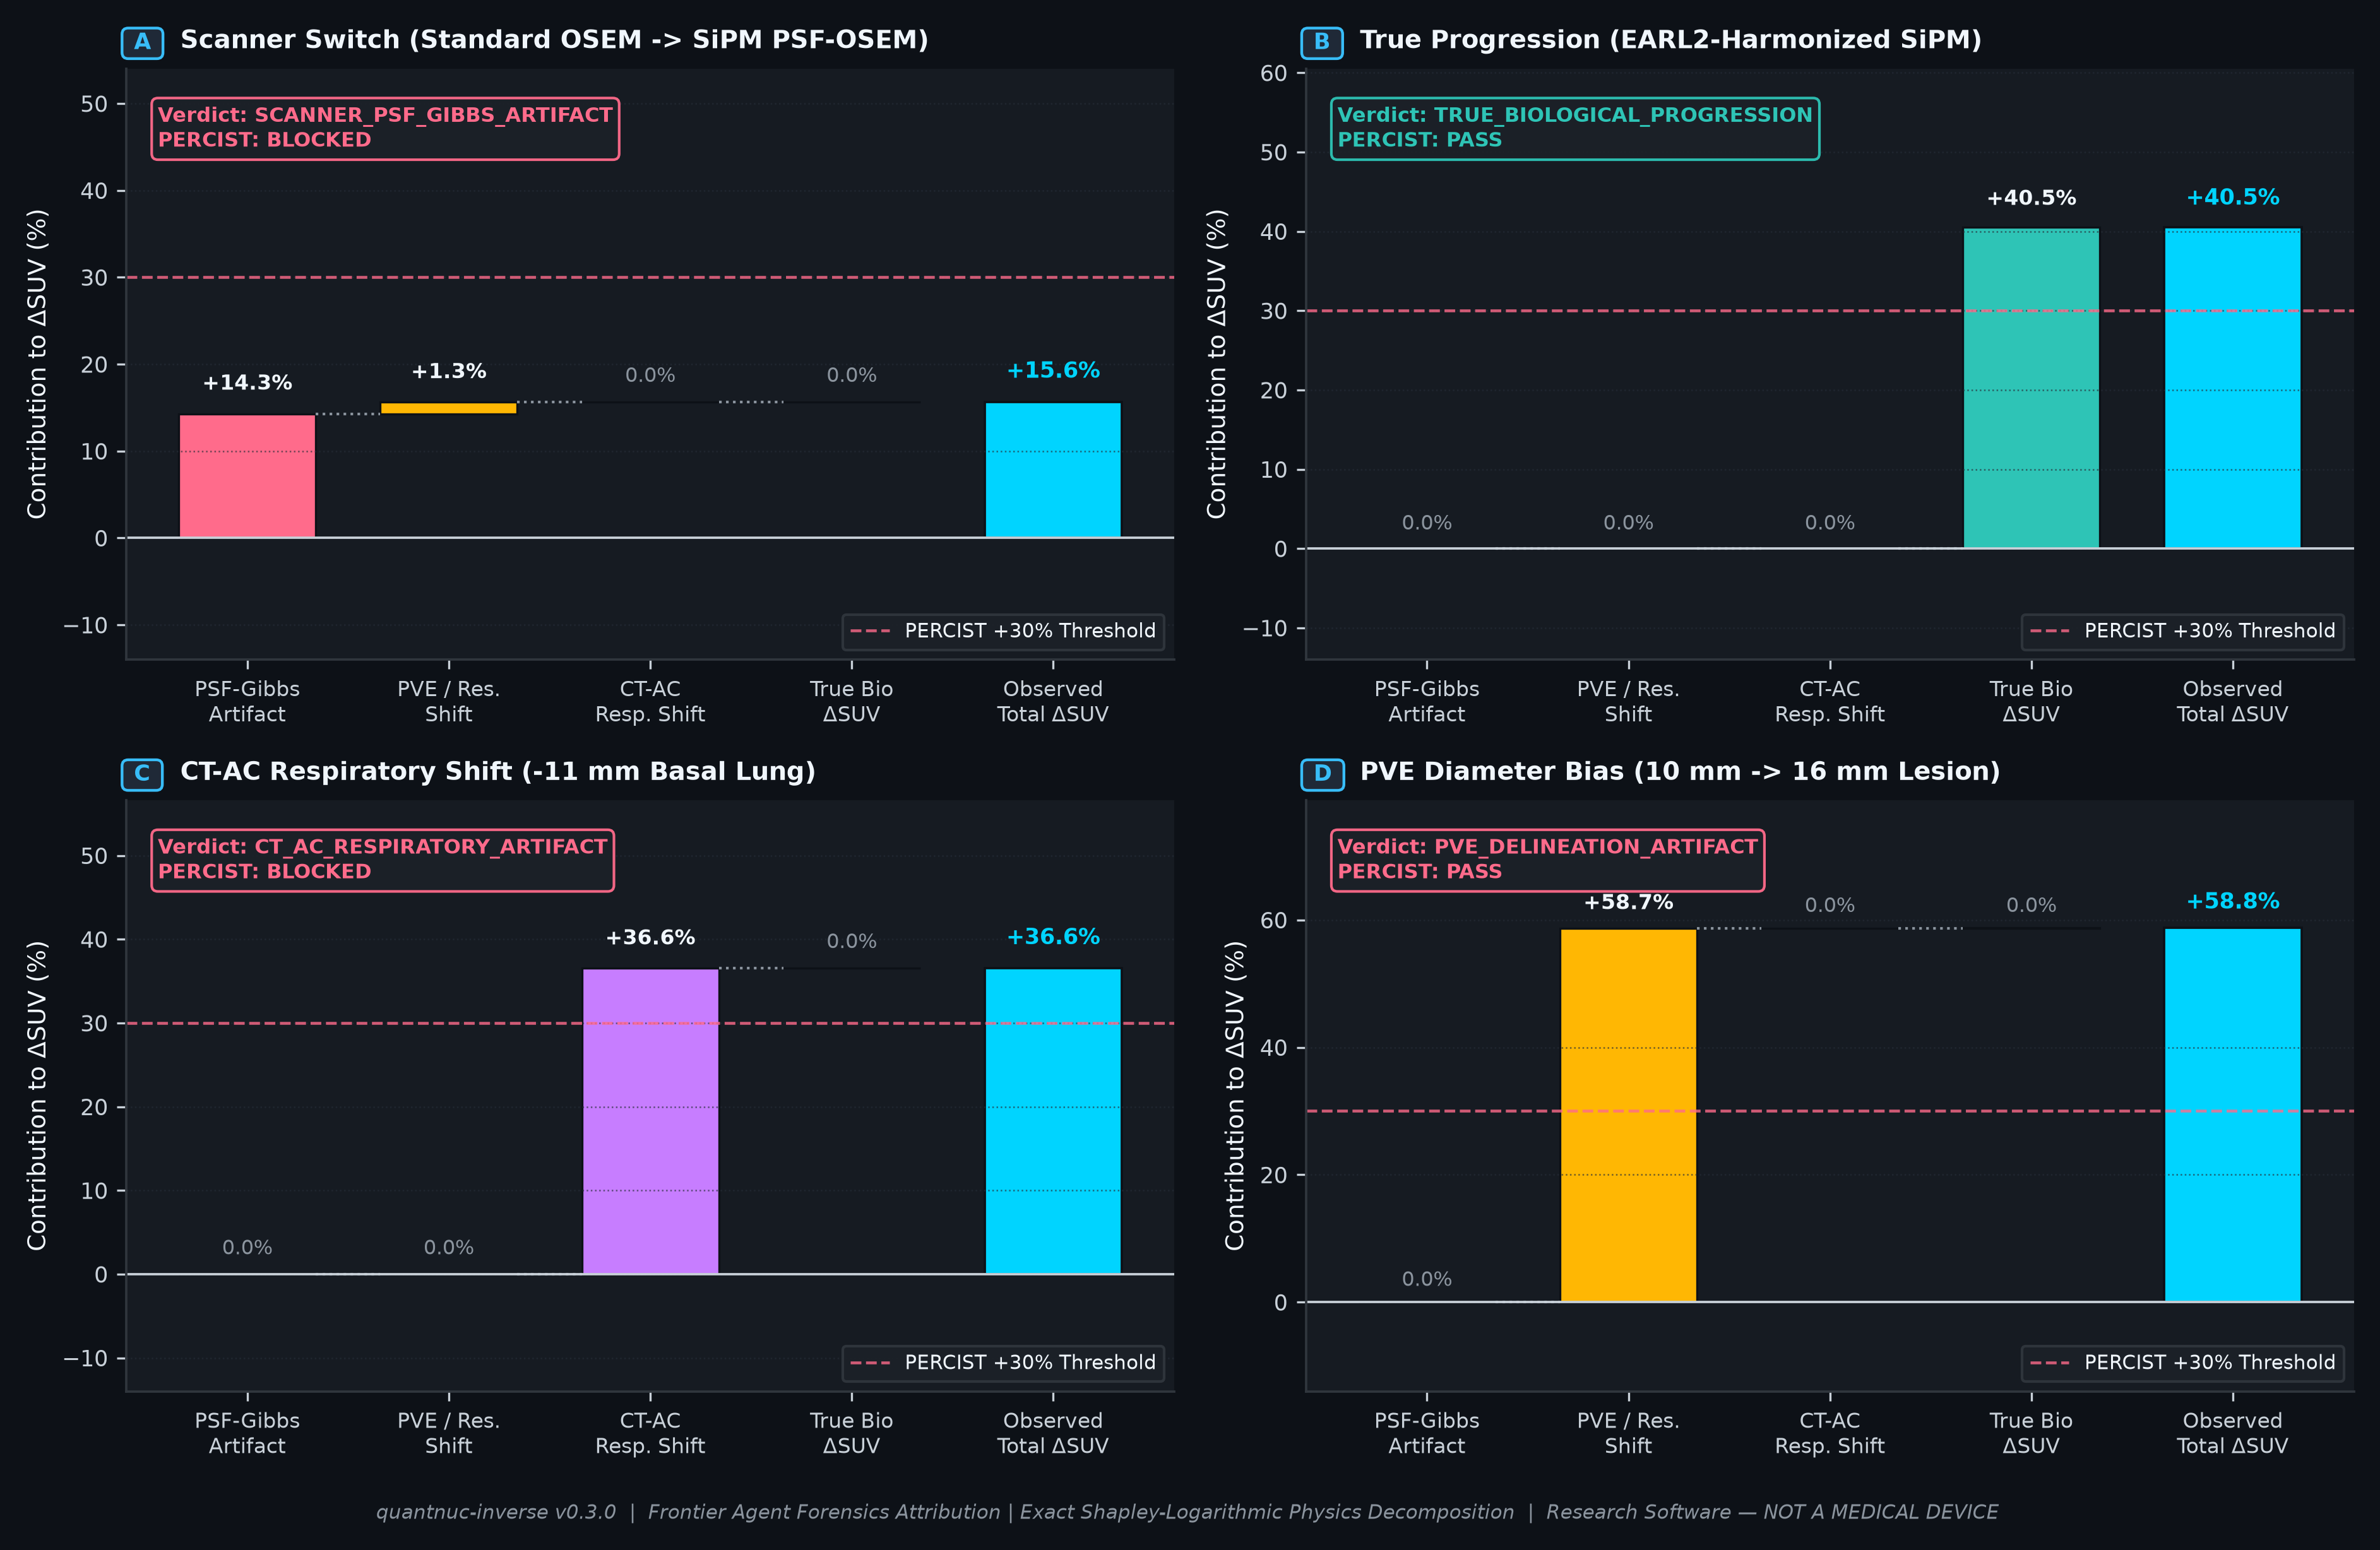 A Scanner Switch (Standard OSEM -> SiPM PSF-OSEM)
Contribution to ΔSUV (%)
50
40
30
20
10
0
−10
Verdict: SCANNER_PSF_GIBBS_ARTIFACT
PERCIST: BLOCKED
+14.3%
+1.3%
0.0%
0.0%
+15.6%
PERCIST +30% Threshold
PSF-Gibbs
Artifact
PVE / Res.
Shift
CT-AC
Resp. Shift
True Bio
ΔSUV
Observed
Total ΔSUV
B True Progression (EARL2-Harmonized SiPM)
Contribution to ΔSUV (%)
60
50
40
30
20
10
0
−10
Verdict: TRUE_BIOLOGICAL_PROGRESSION
PERCIST: PASS
0.0%
0.0%
0.0%
+40.5%
+40.5%
PERCIST +30% Threshold
PSF-Gibbs
Artifact
PVE / Res.
Shift
CT-AC
Resp. Shift
True Bio
ΔSUV
Observed
Total ΔSUV
C CT-AC Respiratory Shift (-11 mm Basal Lung)
Contribution to ΔSUV (%)
50
40
30
20
10
0
−10
Verdict: CT_AC_RESPIRATORY_ARTIFACT
PERCIST: BLOCKED
0.0%
0.0%
+36.6%
0.0%
+36.6%
PERCIST +30% Threshold
PSF-Gibbs
Artifact
PVE / Res.
Shift
CT-AC
Resp. Shift
True Bio
ΔSUV
Observed
Total ΔSUV
D PVE Diameter Bias (10 mm -> 16 mm Lesion)
Contribution to ΔSUV (%)
60
40
20
0
Verdict: PVE_DELINEATION_ARTIFACT
PERCIST: PASS
0.0%
+58.7%
0.0%
0.0%
+58.8%
PERCIST +30% Threshold
PSF-Gibbs
Artifact
PVE / Res.
Shift
CT-AC
Resp. Shift
True Bio
ΔSUV
Observed
Total ΔSUV
quantnuc-inverse v0.3.0 | Frontier Agent Forensics Attribution | Exact Shapley-Logarithmic Physics Decomposition | Research Software — NOT A MEDICAL DEVICE